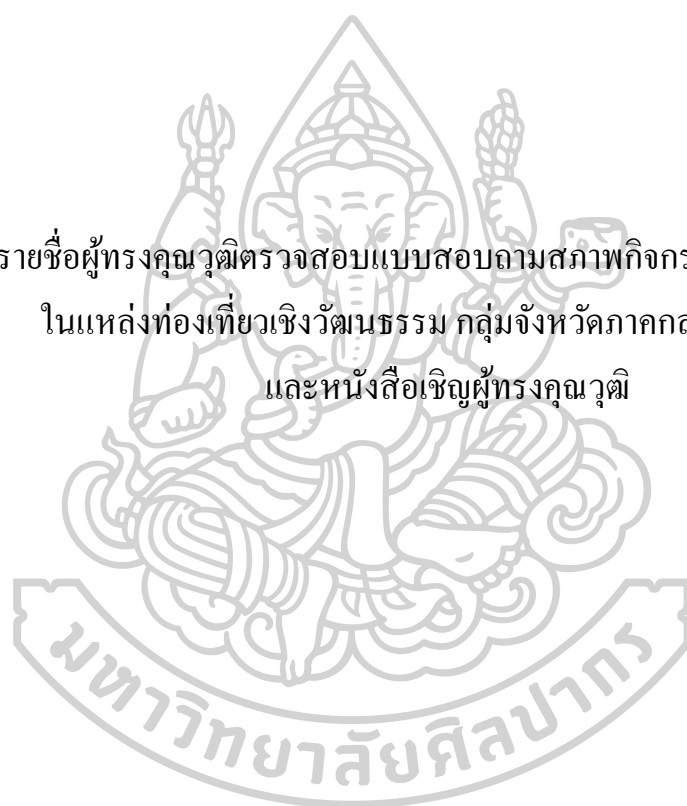 รายชื่อผู้ทรงคุณวุฒิตรวจสอบแบบสอบถามสภาพกิจกร
ในแหล่งท่องเที่ยวเชิงวัฒนธรรม กลุ่มจังหวัดภาคกล
และหนังสือเชิญผู้ทรงคุณวุฒิ
มหาวิทยาลัยศิลปากร